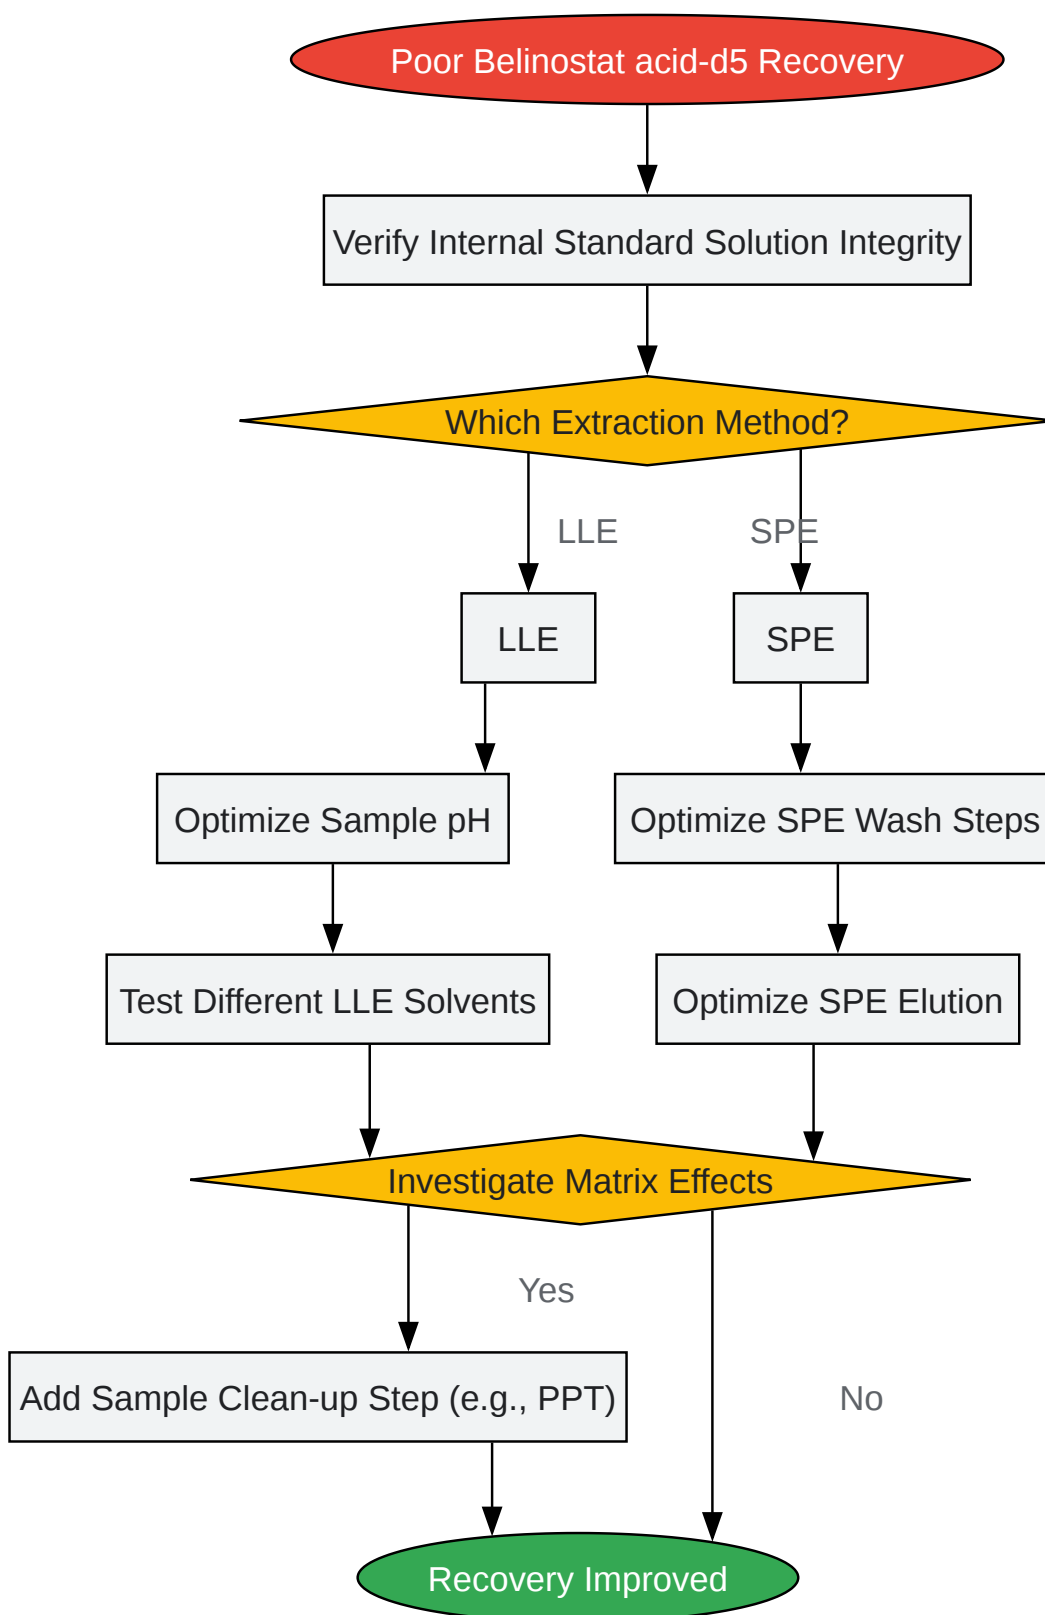 Poor Belinostat acid-d5 Recovery
Verify Internal Standard Solution Integrity
Which Extraction Method?
LLE
SPE
LLE
SPE
Optimize Sample pH
Optimize SPE Wash Steps
Test Different LLE Solvents
Optimize SPE Elution
Investigate Matrix Effects
Yes
Add Sample Clean-up Step (e.g., PPT)
No
Recovery Improved